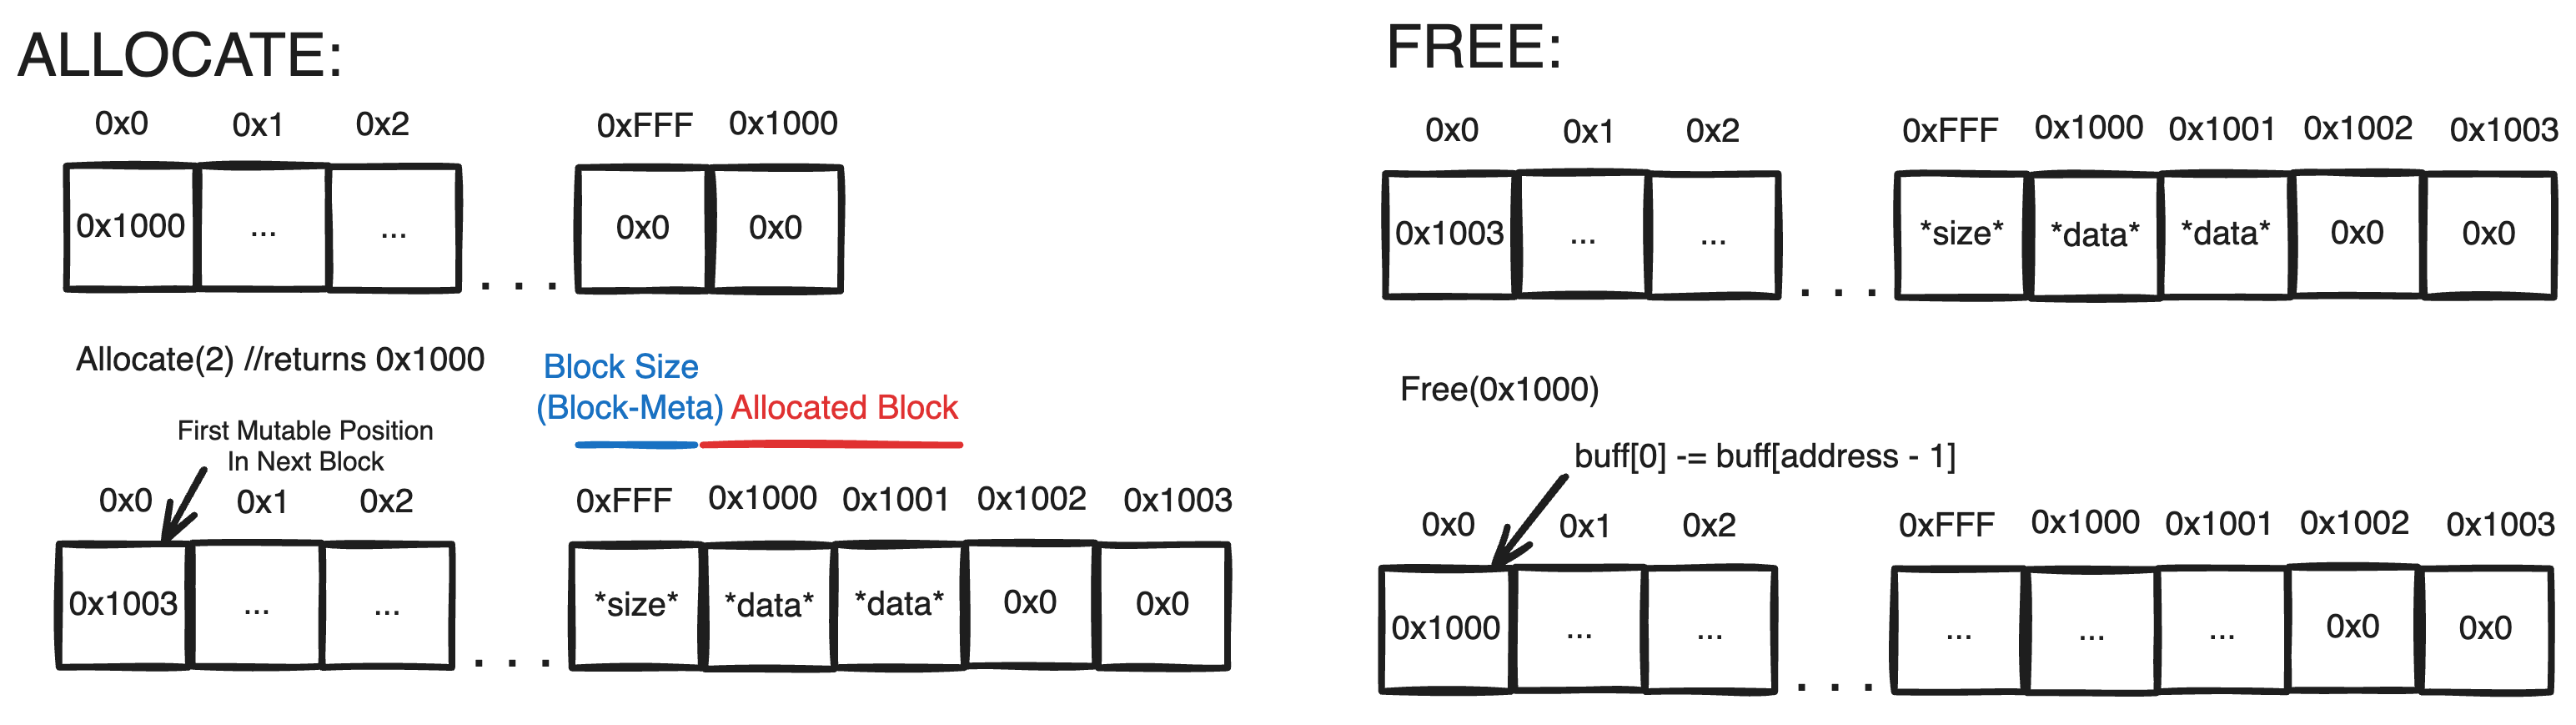 ALLOCATE:
0x0 0x1 0x2 0xFFF 0x1000
0x1000 ... ... . . . 0x0 0x0
Allocate(2) //returns 0x1000
Block Size
(Block-Meta) Allocated Block
First Mutable Position
In Next Block
0x0 0x1 0x2 0xFFF 0x1000 0x1001 0x1002 0x1003
0x1003 ... ... . . . *size* *data* *data* 0x0 0x0
FREE:
0x0 0x1 0x2 0xFFF 0x1000 0x1001 0x1002 0x1003
0x1003 ... ... . . . *size* *data* *data* 0x0 0x0
Free(0x1000)
buff[0] -= buff[address - 1]
0x0 0x1 0x2 0xFFF 0x1000 0x1001 0x1002 0x1003
0x1000 ... ... . . . ... ... ... 0x0 0x0